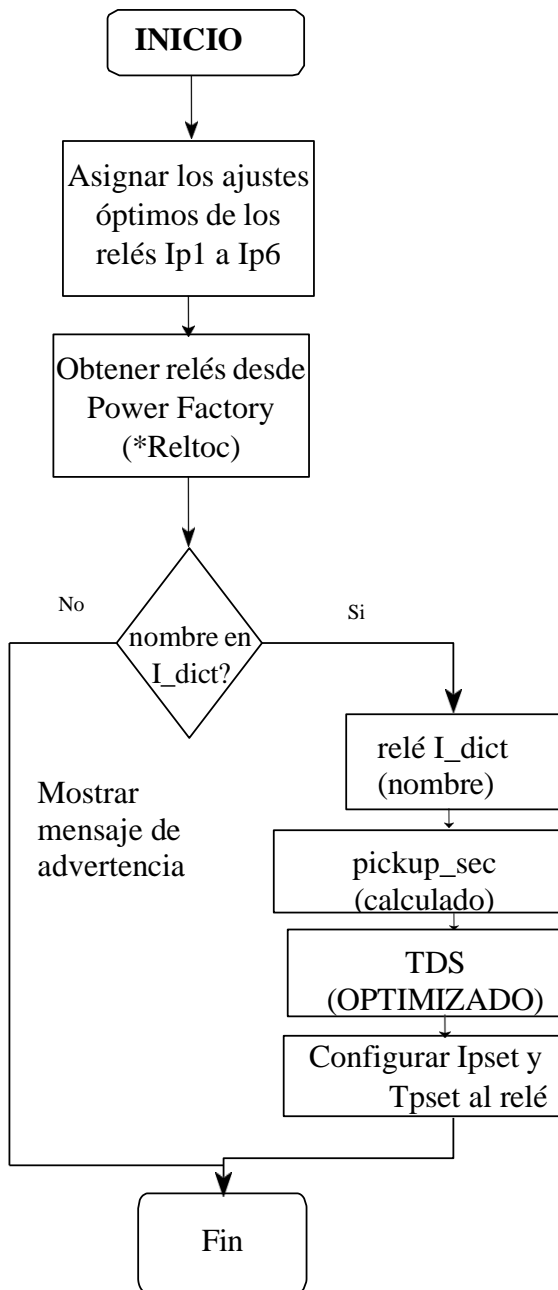 INICIO
Asignar los ajustes
óptimos de los
relés Ip1 a Ip6
Obtener relés desde
Power Factory
(*Reltoc)
nombre en
I_dict?
No
Si
Mostrar
mensaje de
advertencia
relé I_dict
(nombre)
pickup_sec
(calculado)
TDS
(OPTIMIZADO)
Configurar Ipset y
Tpset al relé
Fin